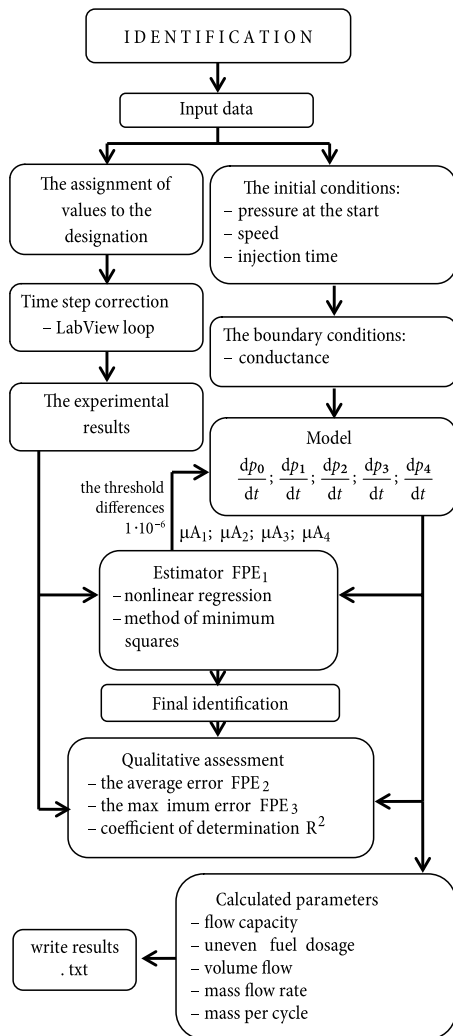 IDENTIFICATION
Input data
The assignment of
values to the
designation
Time step correction
– LabView loop
The experimental
results
The initial conditions:
– pressure at the start
– speed
– injection time
The boundary conditions:
– conductance
Model
dp₀/dt ; dp₁/dt ; dp₂/dt ; dp₃/dt ; dp₄/dt
the threshold
differences
1·10⁻⁶
μA₁; μA₂; μA₃; μA₄
Estimator FPE₁
– nonlinear regression
– method of minimum
squares
Final identification
Qualitative assessment
– the average error FPE₂
– the max imum error FPE₃
– coefficient of determination R²
Calculated parameters
– flow capacity
– uneven fuel dosage
– volume flow
– mass flow rate
– mass per cycle
write results
. txt